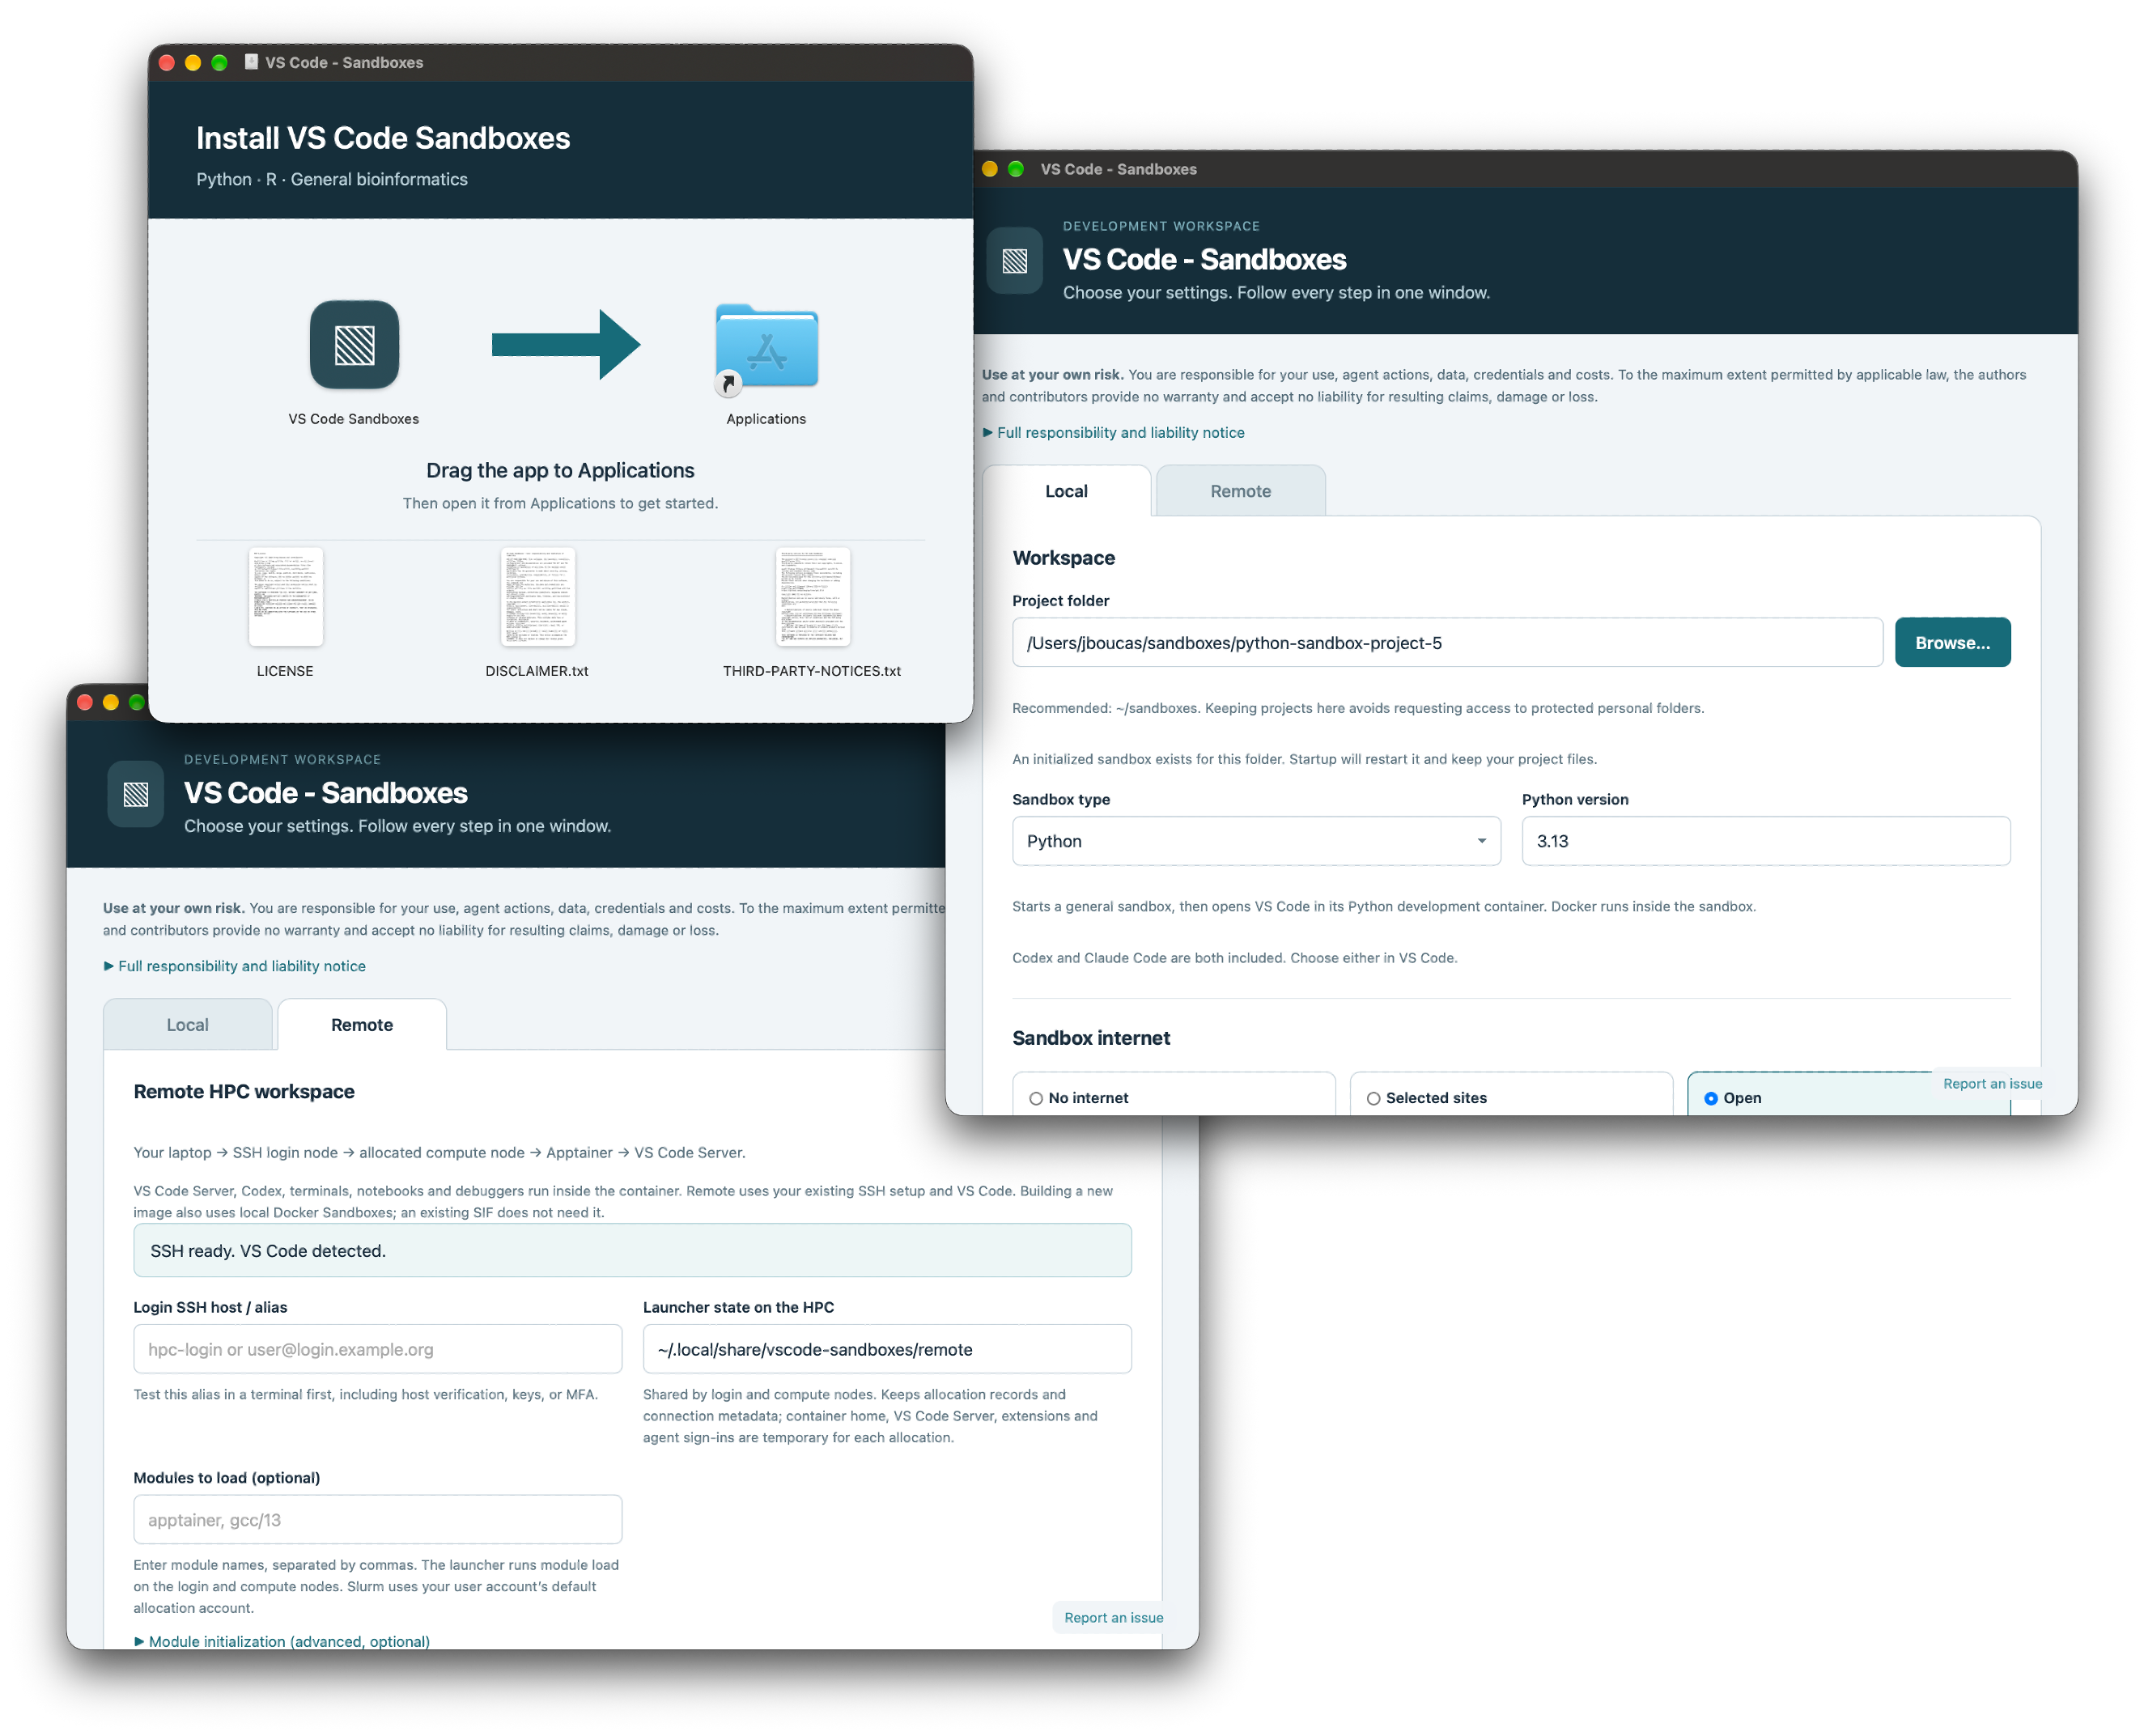 VS Code - Sandboxes
Install VS Code Sandboxes
Python · R · General bioinformatics
VS Code Sandboxes
Applications
Drag the app to Applications
Then open it from Applications to get started.
LICENSE
DISCLAIMER.txt
THIRD-PARTY-NOTICES.txt
VS Code - Sandboxes
DEVELOPMENT WORKSPACE
VS Code - Sandboxes
Choose your settings. Follow every step in one window.
Use at your own risk. You are responsible for your use, agent actions, data, credentials and costs. To the maximum extent permitted by applicable law, the authors
and contributors provide no warranty and accept no liability for resulting claims, damage or loss.
▶ Full responsibility and liability notice
Local
Remote
Workspace
Project folder
/Users/jboucas/sandboxes/python-sandbox-project-5
Browse...
Recommended: ~/sandboxes. Keeping projects here avoids requesting access to protected personal folders.
An initialized sandbox exists for this folder. Startup will restart it and keep your project files.
Sandbox type
Python version
Python
3.13
Starts a general sandbox, then opens VS Code in its Python development container. Docker runs inside the sandbox.
Codex and Claude Code are both included. Choose either in VS Code.
Sandbox internet
No internet
Selected sites
Open
Report an issue
DEVELOPMENT WORKSPACE
VS Code - Sandboxes
Choose your settings. Follow every step in one window.
Use at your own risk. You are responsible for your use, agent actions, data, credentials and costs. To the maximum extent permitte
and contributors provide no warranty and accept no liability for resulting claims, damage or loss.
▶ Full responsibility and liability notice
Local
Remote
Remote HPC workspace
Your laptop → SSH login node → allocated compute node → Apptainer → VS Code Server.
VS Code Server, Codex, terminals, notebooks and debuggers run inside the container. Remote uses your existing SSH setup and VS Code. Building a new
image also uses local Docker Sandboxes; an existing SIF does not need it.
SSH ready. VS Code detected.
Login SSH host / alias
Launcher state on the HPC
hpc-login or user@login.example.org
~/.local/share/vscode-sandboxes/remote
Test this alias in a terminal first, including host verification, keys, or MFA.
Shared by login and compute nodes. Keeps allocation records and
connection metadata; container home, VS Code Server, extensions and
agent sign-ins are temporary for each allocation.
Modules to load (optional)
apptainer, gcc/13
Enter module names, separated by commas. The launcher runs module load
on the login and compute nodes. Slurm uses your user account's default
allocation account.
▶ Module initialization (advanced, optional)
Report an issue